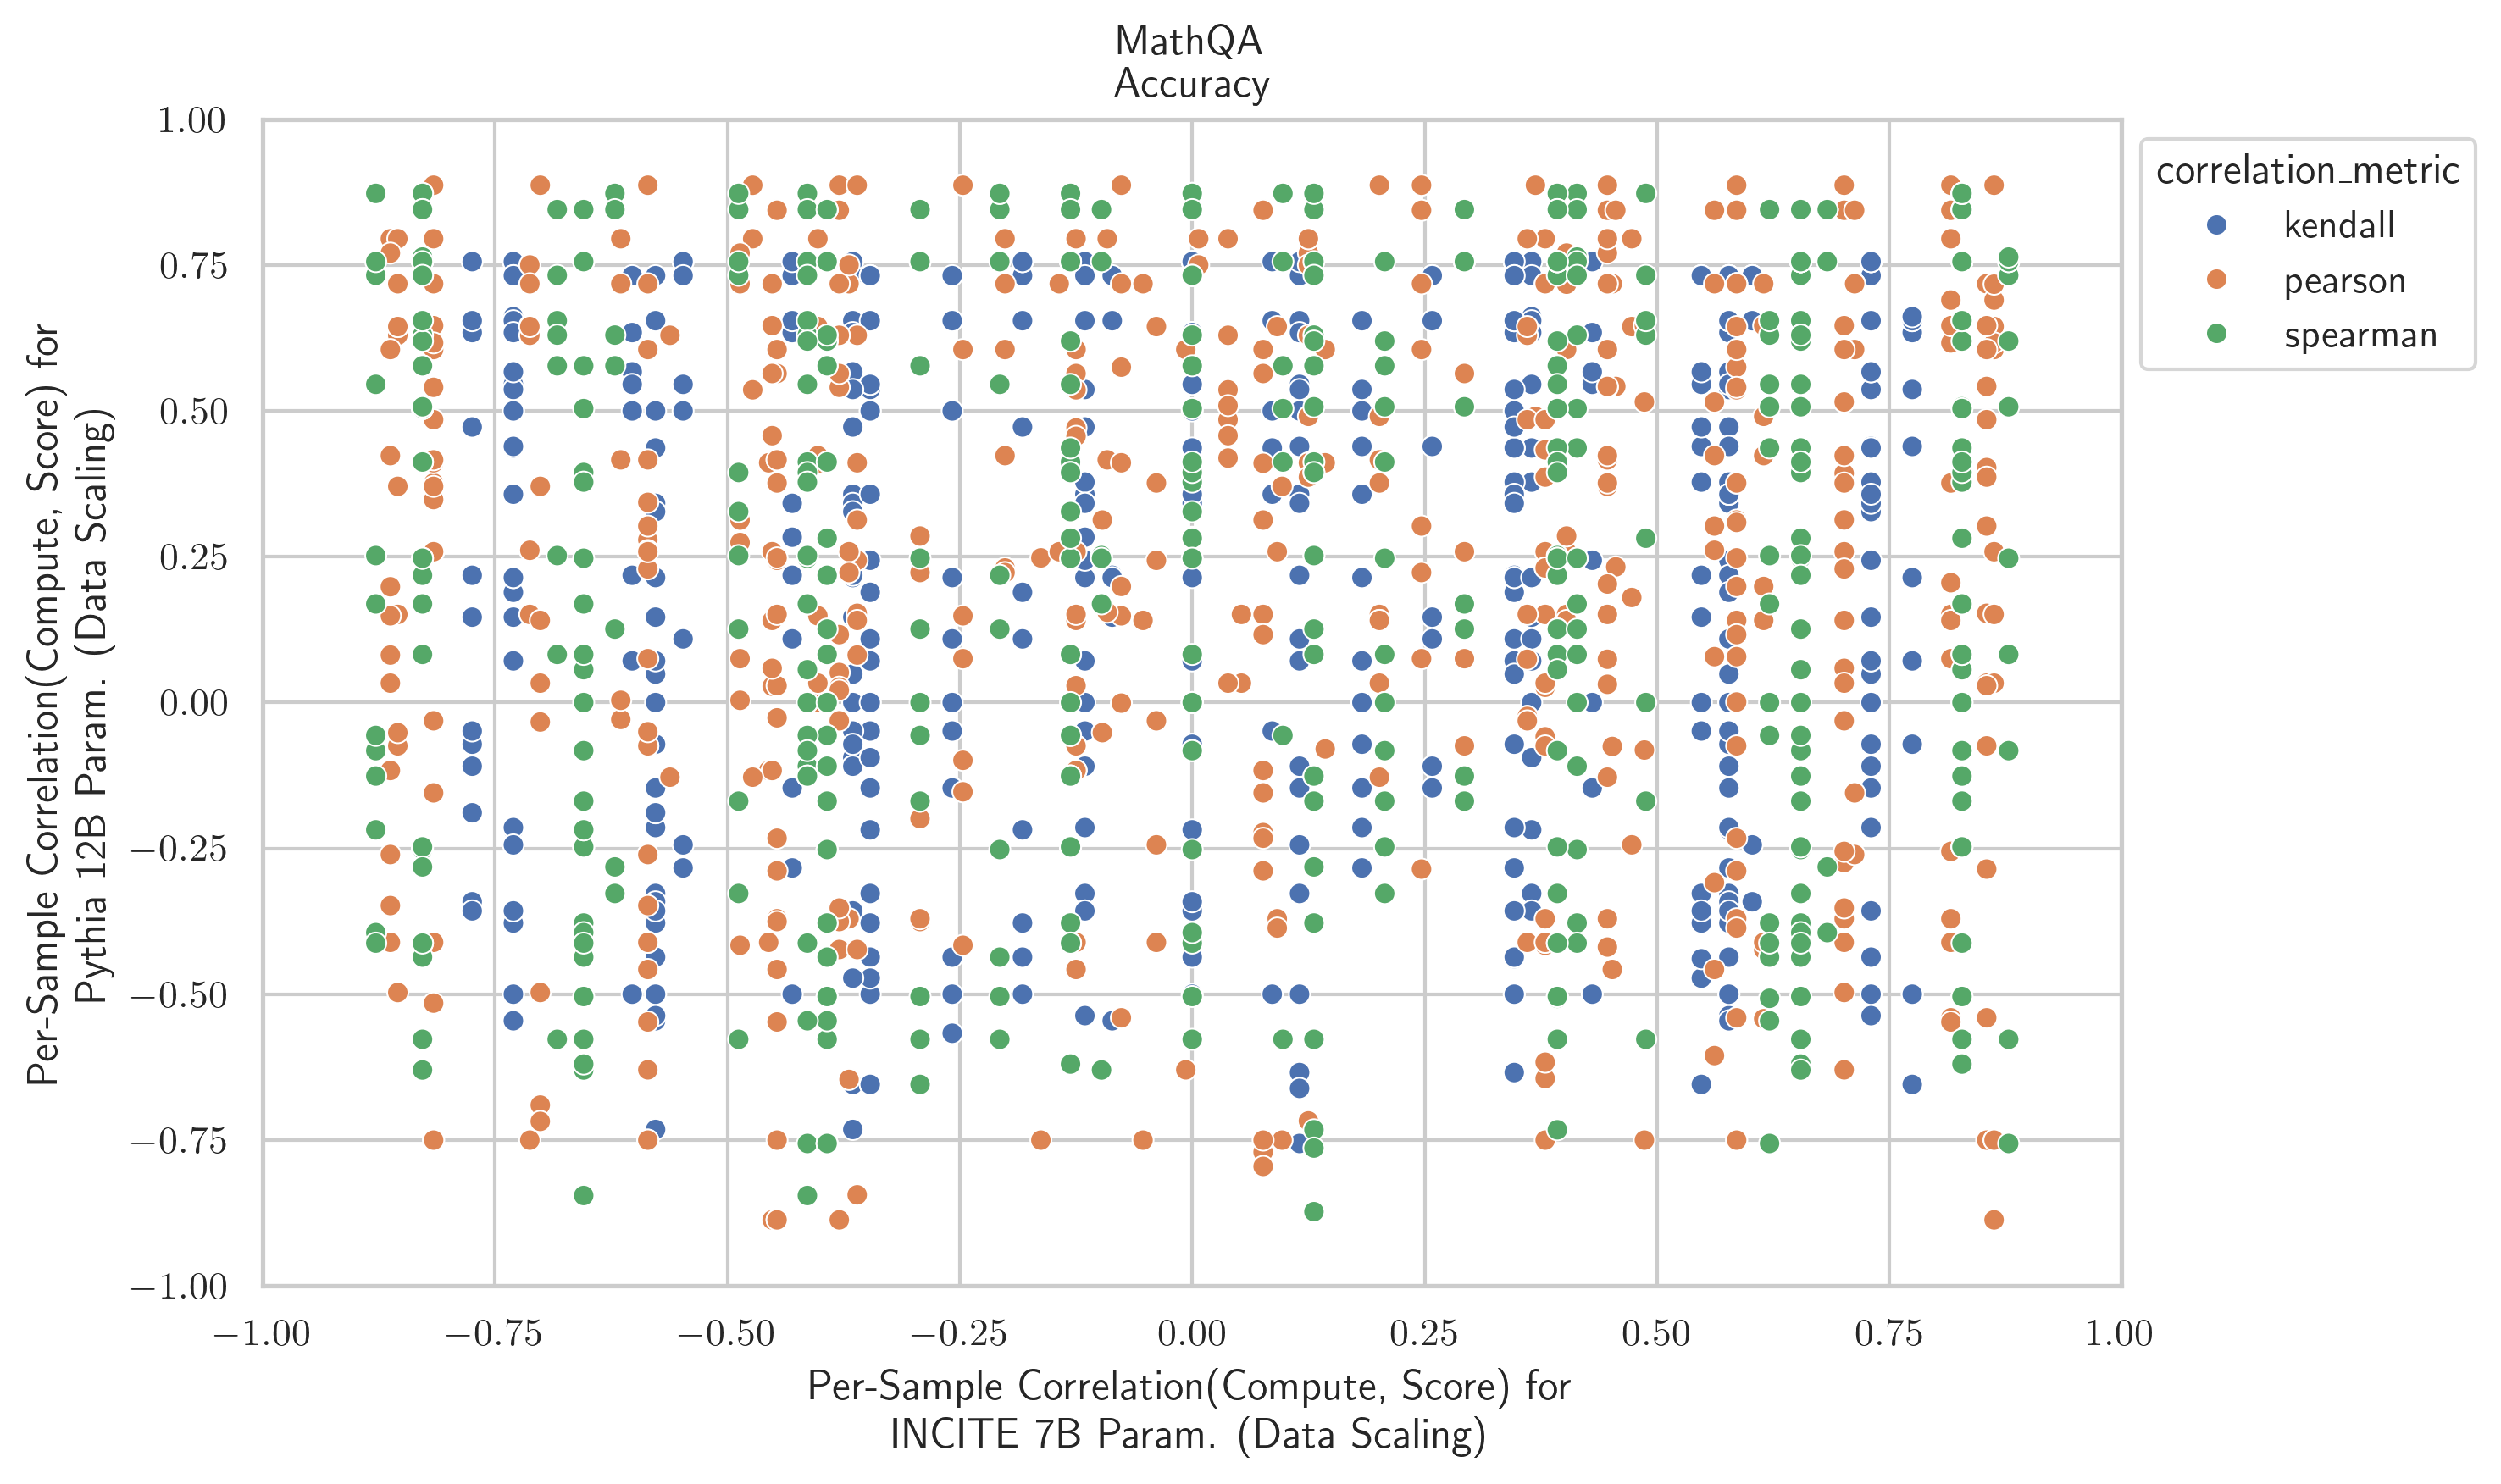 MathQA
Accuracy
1.00
0.75
0.50
0.25
0.00
−0.25
−0.50
−0.75
−1.00
Per-Sample Correlation(Compute, Score) for
Pythia 12B Param. (Data Scaling)
−1.00 −0.75 −0.50 −0.25 0.00 0.25 0.50 0.75 1.00
Per-Sample Correlation(Compute, Score) for
INCITE 7B Param. (Data Scaling)
correlation_metric
kendall
pearson
spearman